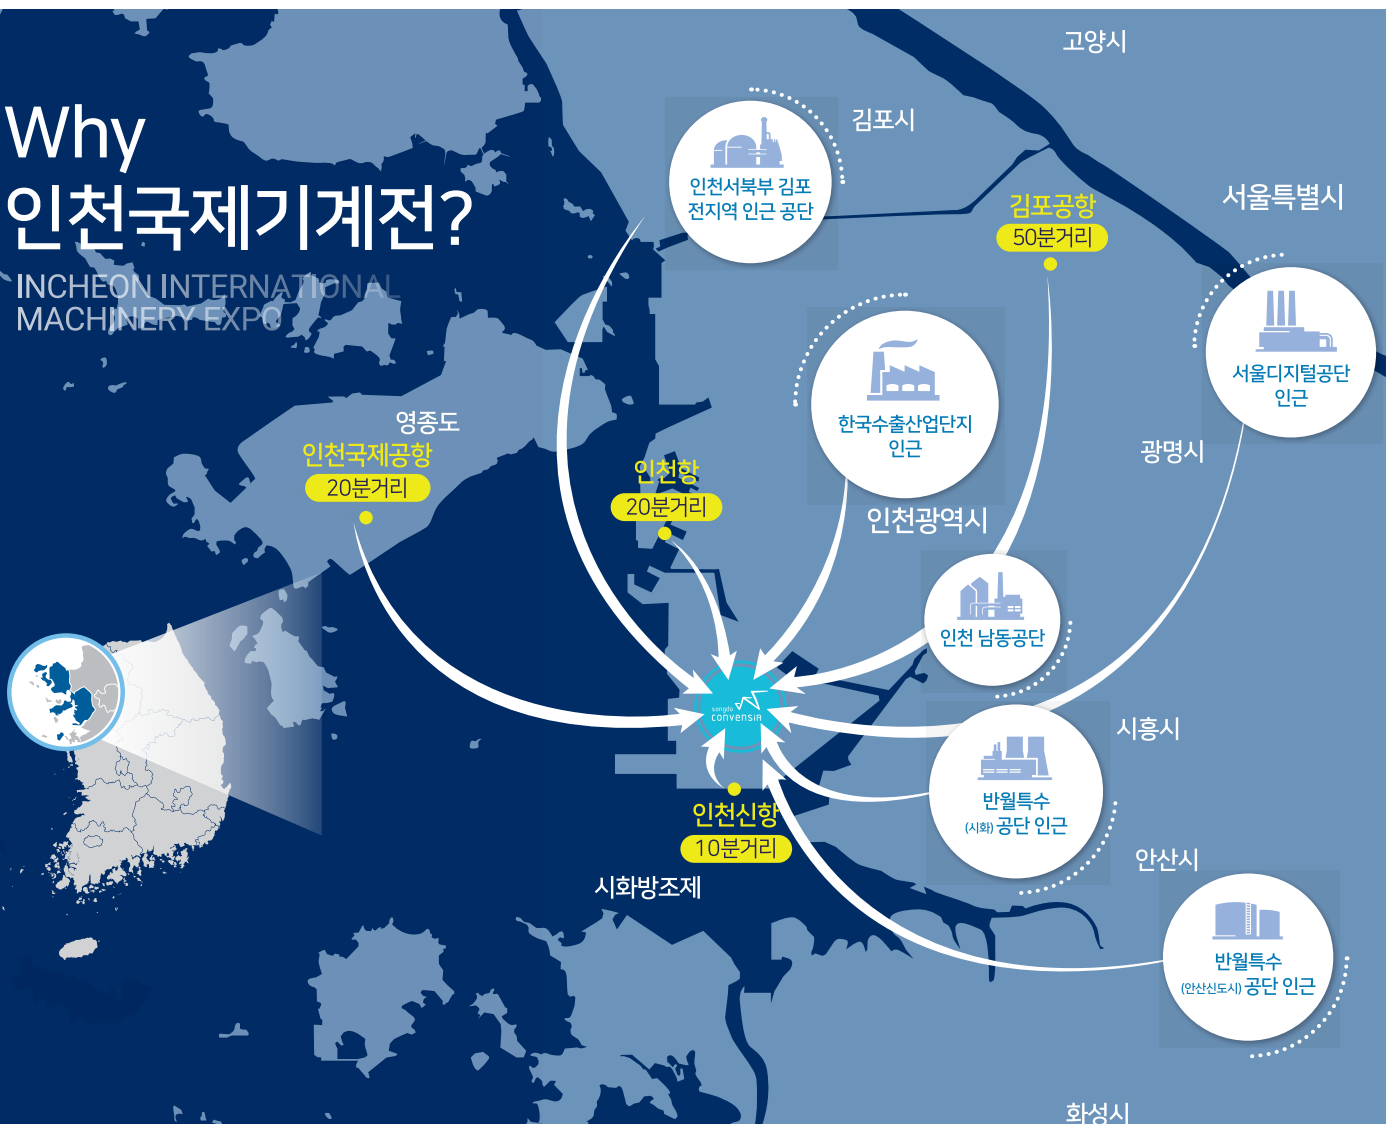 Why
인천국제기계전?
INCHEON INTERNATIONAL
MACHINERY EXPO
고양시
김포시
인천서북부 김포
전지역 인근 공단
김포공항
50분거리
서울특별시
서울디지털공단
인근
한국수출산업단지
인근
영종도
인천국제공항
20분거리
인천항
20분거리
광명시
인천광역시
인천 남동공단
songdo
convensia
시흥시
반월특수
(시화) 공단 인근
인천신항
10분거리
시화방조제
안산시
반월특수
(안산신도시) 공단 인근
화성시